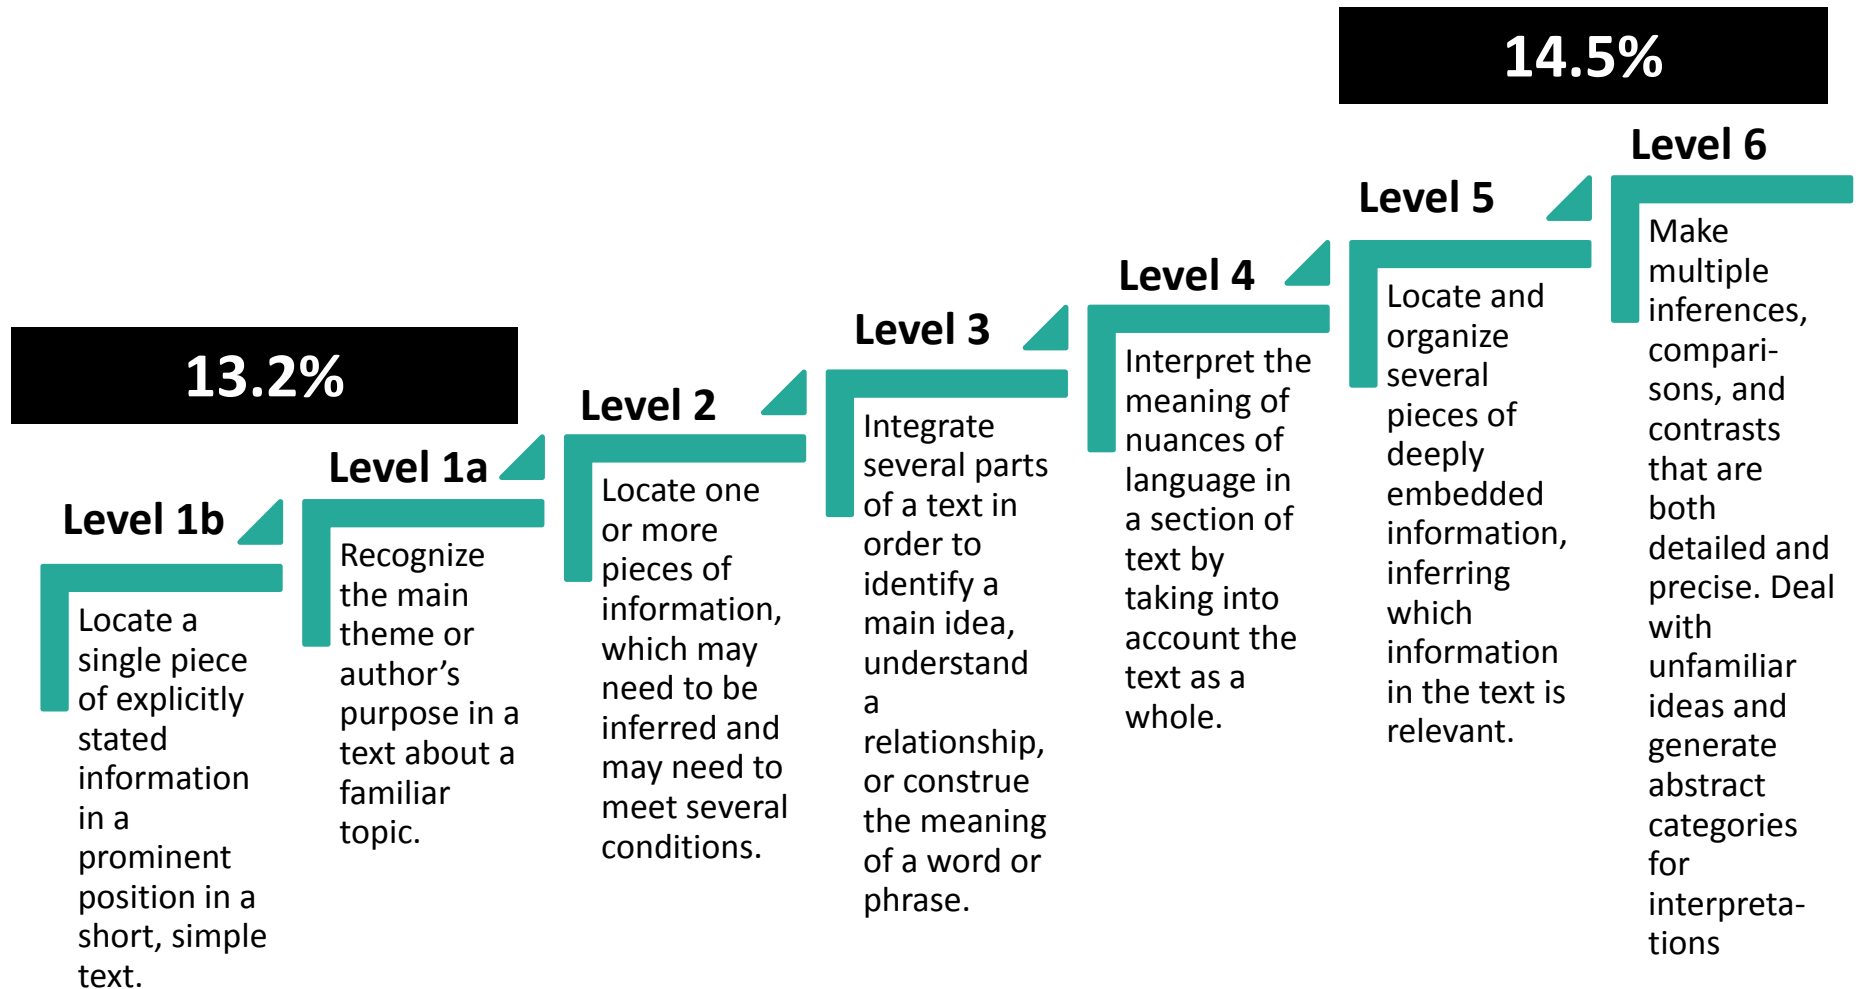 14.5%
13.2%
Level 1b
Locate a
single piece
of explicitly
stated
information
in a
prominent
position in a
short, simple
text.
Level 1a
Recognize
the main
theme or
author’s
purpose in a
text about a
familiar
topic.
Level 2
Locate one
or more
pieces of
information,
which may
need to be
inferred and
may need to
meet several
conditions.
Level 3
Integrate
several parts
of a text in
order to
identify a
main idea,
understand
a
relationship,
or construe
the meaning
of a word or
phrase.
Level 4
Interpret the
meaning of
nuances of
language in
a section of
text by
taking into
account the
text as a
whole.
Level 5
Locate and
organize
several
pieces of
deeply
embedded
information,
inferring
which
information
in the text is
relevant.
Level 6
Make
multiple
inferences,
compari-
sons, and
contrasts
that are
both
detailed and
precise. Deal
with
unfamiliar
ideas and
generate
abstract
categories
for
interpreta-
tions